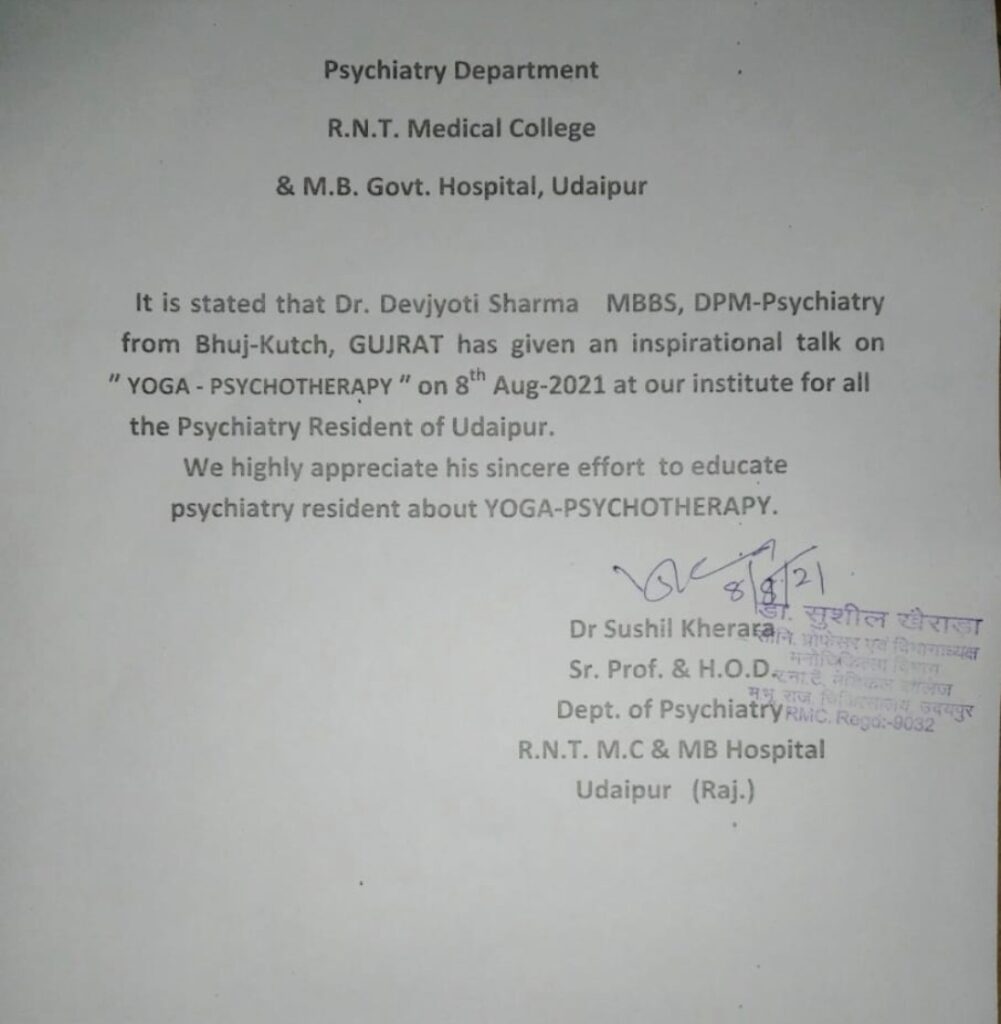 Psychiatry Department
R.N.T. Medical College
& M.B. Govt. Hospital, Udaipur
It is stated that Dr. Devjyoti Sharma MBBS, DPM-Psychiatry
from Bhuj-Kutch, GUJRAT has given an inspirational talk on
" YOGA - PSYCHOTHERAPY " on 8th Aug-2021 at our institute for all
the Psychiatry Resident of Udaipur.
We highly appreciate his sincere effort to educate
psychiatry resident about YOGA-PSYCHOTHERAPY.
8/8/21
डा. सुशील खैराड़ा
Dr Sushil Kherara
नि. प्रोफेसर एवं विभागाध्यक्ष
मनोचिकित्सा विभाग
Sr. Prof. & H.O.D.
मेडिकल कॉलेज
राज. चिकित्सालय, उदयपुर
Dept. of Psychiatry
RMC. Regd:-9032
R.N.T. M.C & MB Hospital
Udaipur (Raj.)